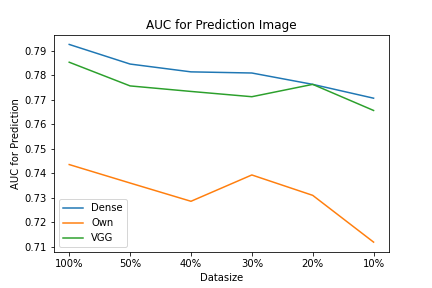 AUC for Prediction Image
AUC for Prediction
0.79
0.78
0.77
0.76
0.75
0.74
0.73
0.72
0.71
Dense
Own
VGG
100% 50% 40% 30% 20% 10%
Datasize